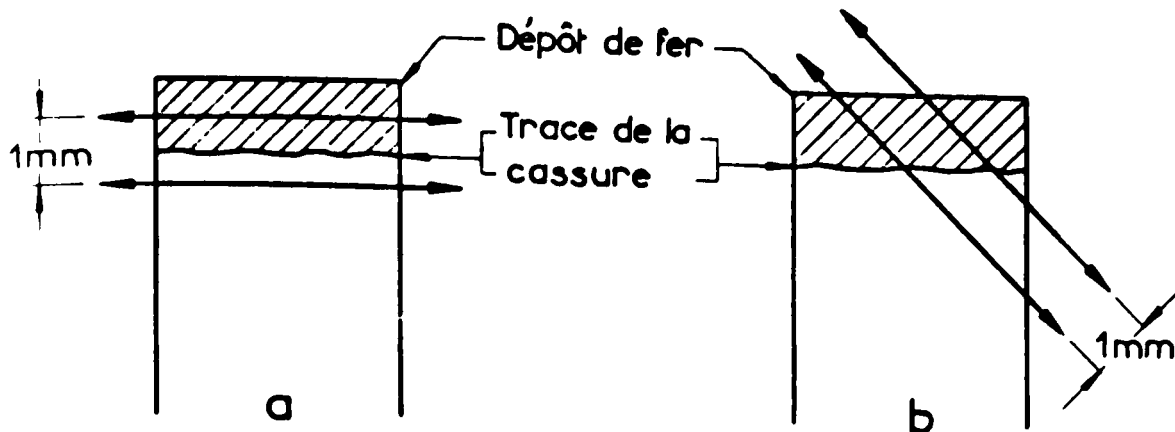 Dépôt de fer
1mm
Trace de la
cassure
1mm
a
b